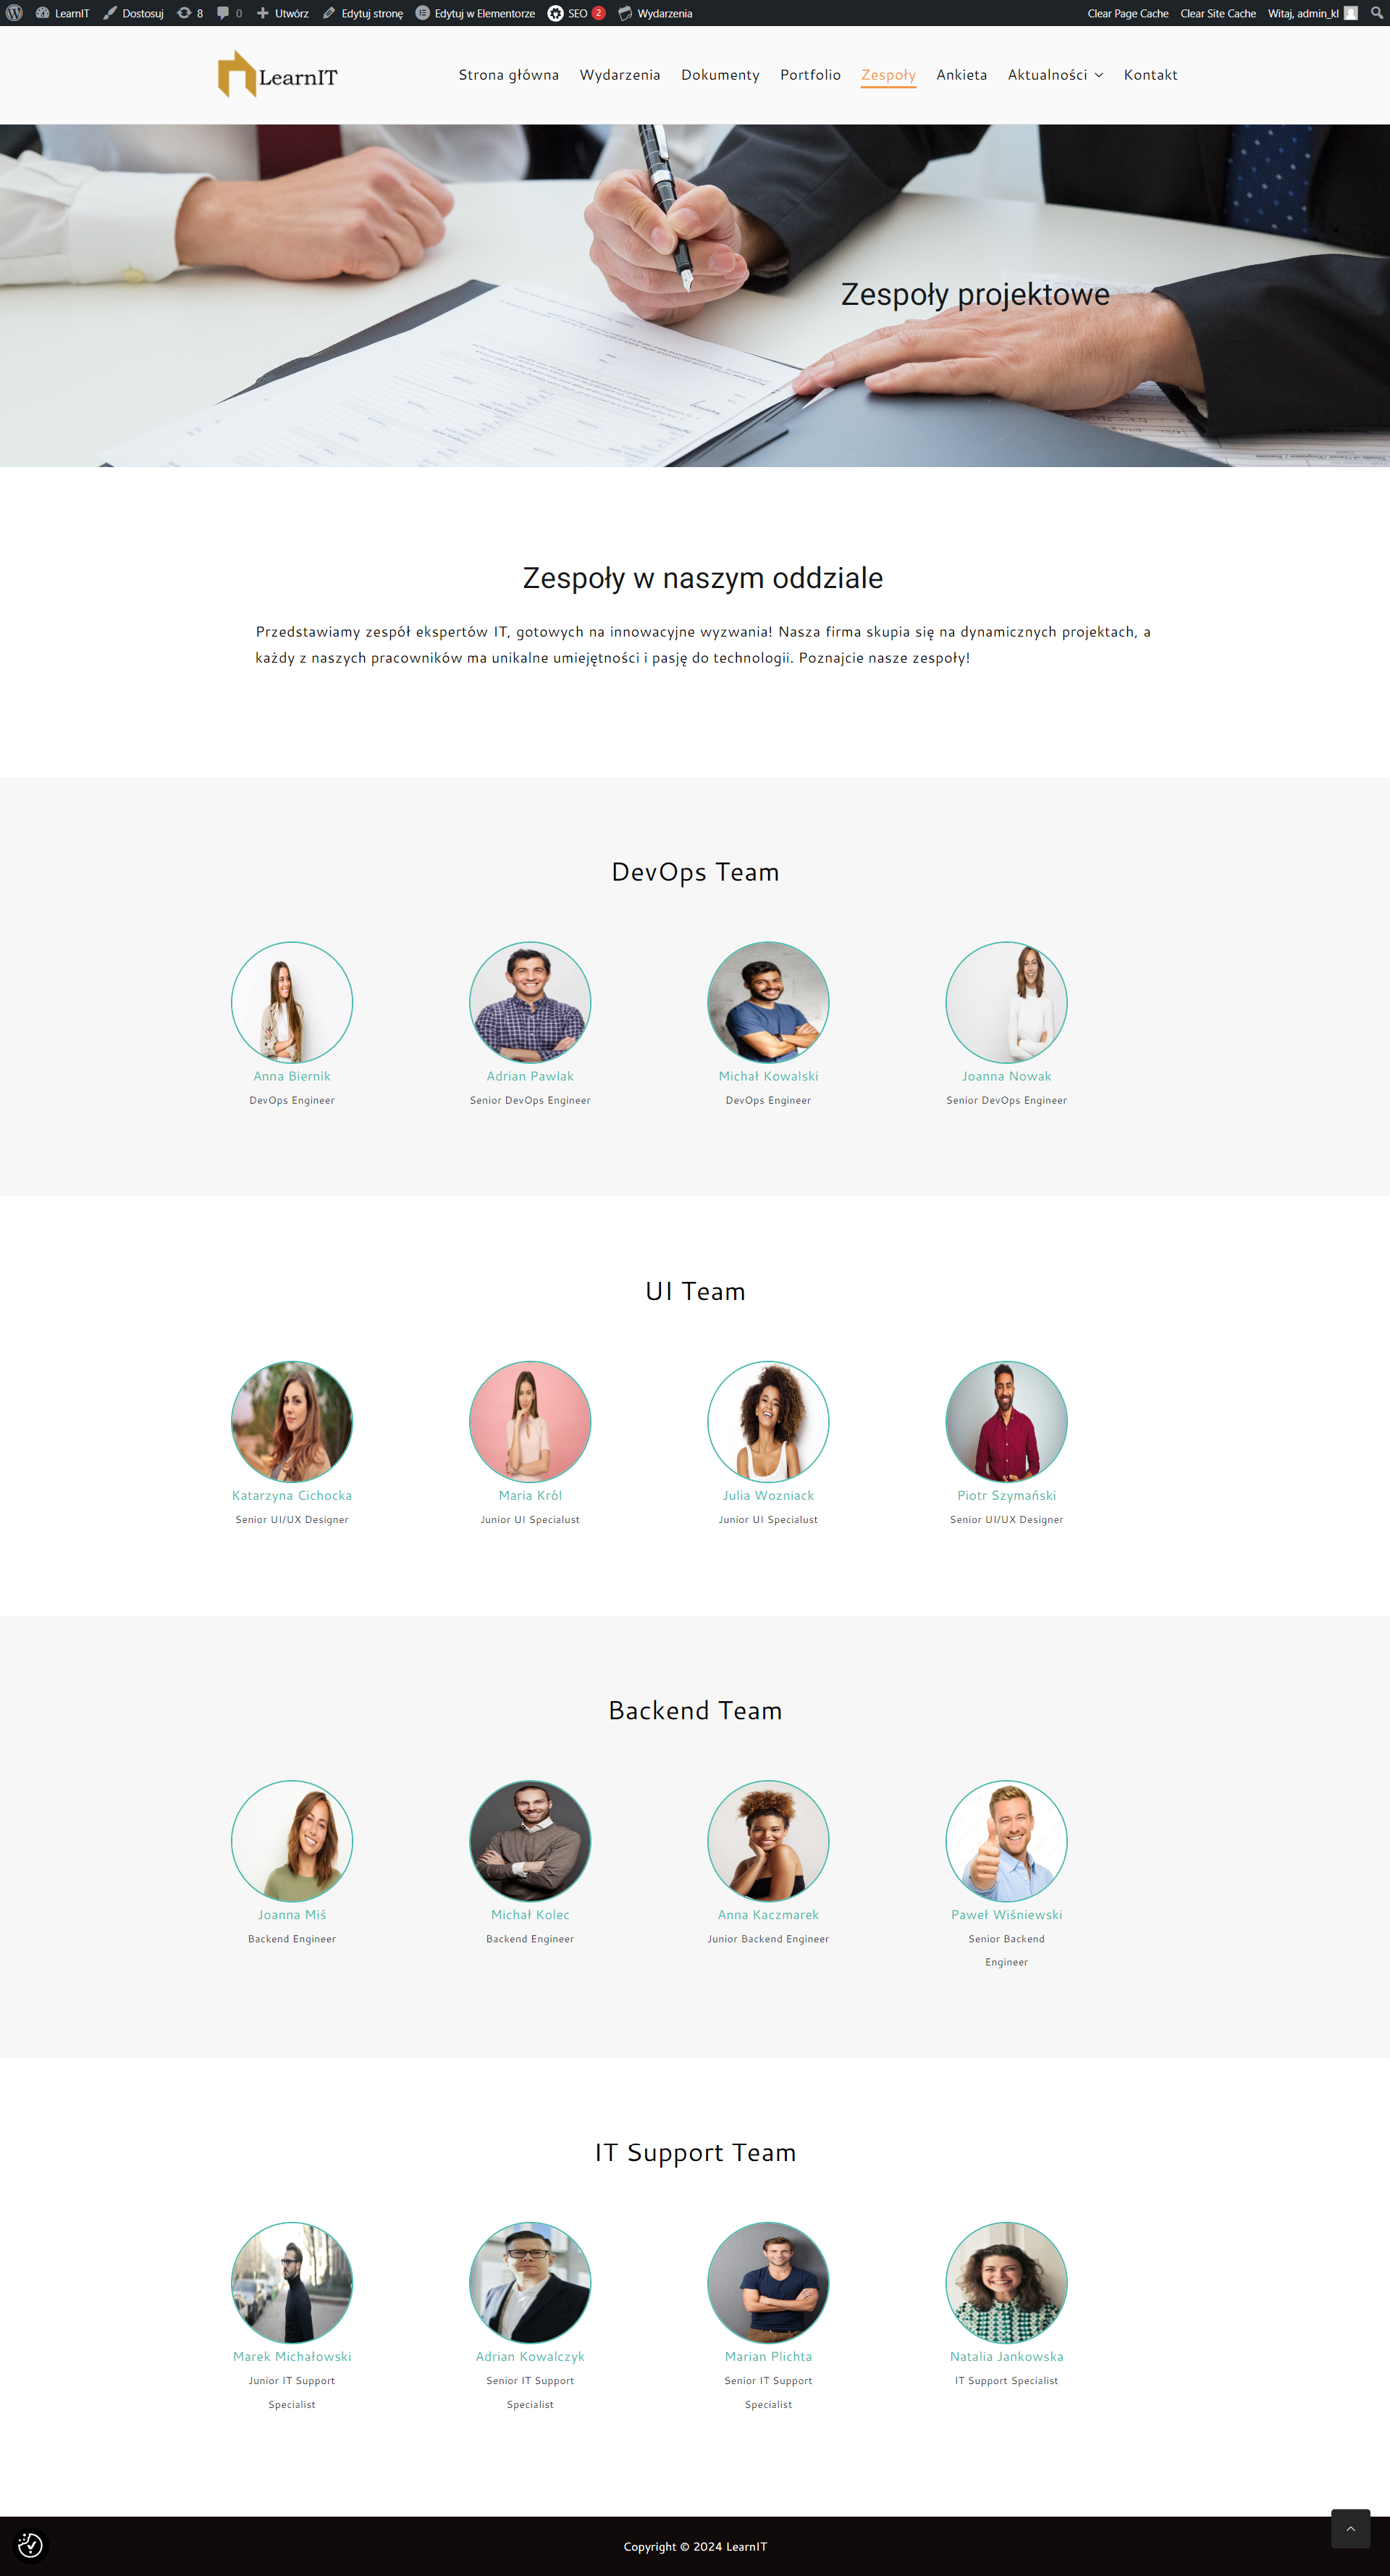 LearnIT Dostosuj 8 0 Utwórz Edytuj stronę Edytuj w Elementorze SEO 2 Wydarzenia Clear Page Cache Clear Site Cache Witaj, admin_kl
LearnIT
Strona główna Wydarzenia Dokumenty Portfolio Zespoły Ankieta Aktualności Kontakt
Zespoły projektowe
Zespoły w naszym oddziale
Przedstawiamy zespół ekspertów IT, gotowych na innowacyjne wyzwania! Nasza firma skupia się na dynamicznych projektach, a
każdy z naszych pracowników ma unikalne umiejętności i pasję do technologii. Poznajcie nasze zespoły!
DevOps Team
Anna Biernik
DevOps Engineer
Adrian Pawlak
Senior DevOps Engineer
Michał Kowalski
DevOps Engineer
Joanna Nowak
Senior DevOps Engineer
UI Team
Katarzyna Cichocka
Senior UI/UX Designer
Maria Król
Junior UI Specialust
Julia Wozniack
Junior UI Specialust
Piotr Szymański
Senior UI/UX Designer
Backend Team
Joanna Miś
Backend Engineer
Michał Kolec
Backend Engineer
Anna Kaczmarek
Junior Backend Engineer
Paweł Wiśniewski
Senior Backend
Engineer
IT Support Team
Marek Michałowski
Junior IT Support
Specialist
Adrian Kowalczyk
Senior IT Support
Specialist
Marian Plichta
Senior IT Support
Specialist
Natalia Jankowska
IT Support Specialist
Copyright © 2024 LearnIT